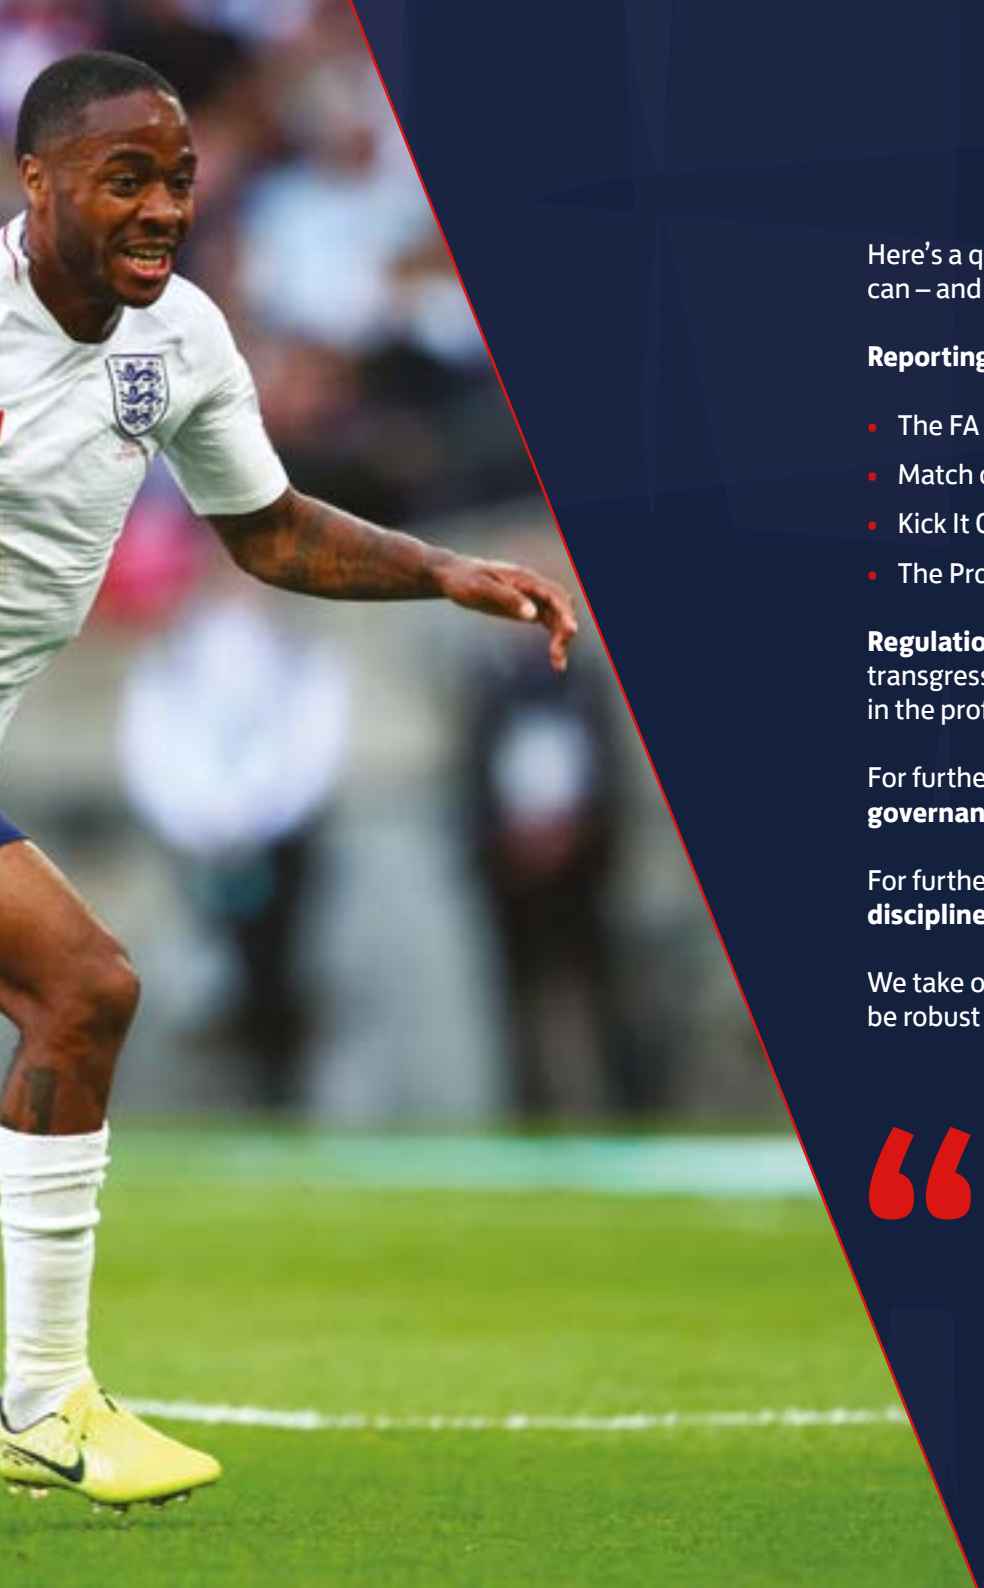 Here's a q
can – and
Reporting
• The FA
• Match
• Kick It
• The Pro
Regulatio
transgress
in the prof
For furthe
governan
For furthe
discipline
We take o
be robust
“